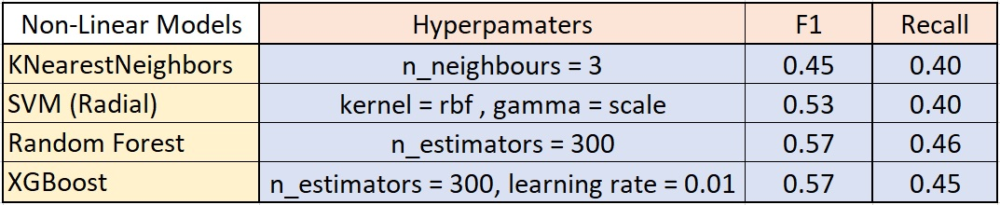 Non-Linear Models Hyperpamaters F1 Recall
KNearestNeighbors n_neighbours = 3 0.45 0.40
SVM (Radial) kernel = rbf , gamma = scale 0.53 0.40
Random Forest n_estimators = 300 0.57 0.46
XGBoost n_estimators = 300, learning rate = 0.01 0.57 0.45